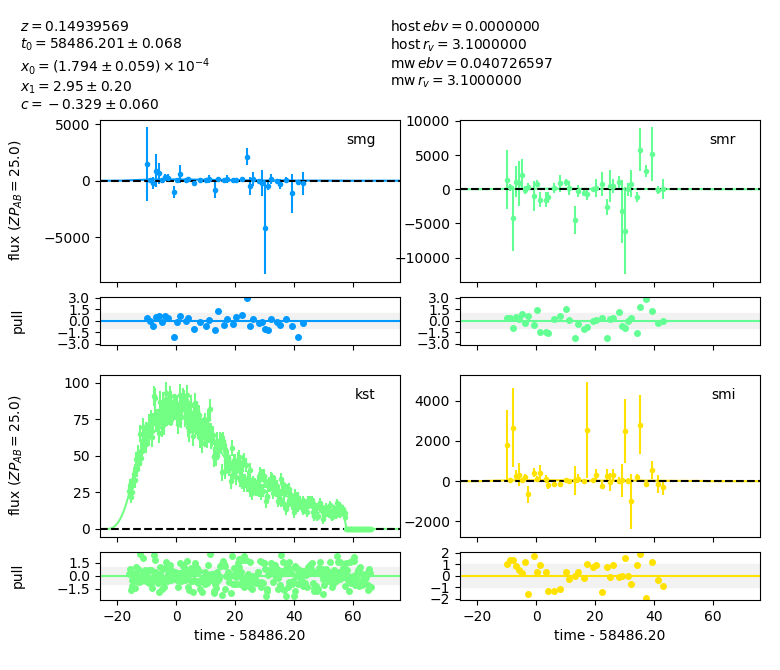 z = 0.14939569
t₀ = 58486.201 ± 0.068
x₀ = (1.794 ± 0.059) × 10⁻⁴
x₁ = 2.95 ± 0.20
c = −0.329 ± 0.060
host ebv = 0.0000000
host r_v = 3.1000000
mw ebv = 0.040726597
mw r_v = 3.1000000
flux (ZP_AB = 25.0)
5000
0
−5000
smg
10000
5000
0
−5000
−10000
smr
pull
3.0
1.5
0.0
−1.5
−3.0
3.0
1.5
0.0
−1.5
−3.0
flux (ZP_AB = 25.0)
100
75
50
25
0
kst
4000
2000
0
−2000
smi
pull
1.5
0.0
−1.5
2
1
0
−1
−2
−20 0 20 40 60
−20 0 20 40 60
time - 58486.20
time - 58486.20